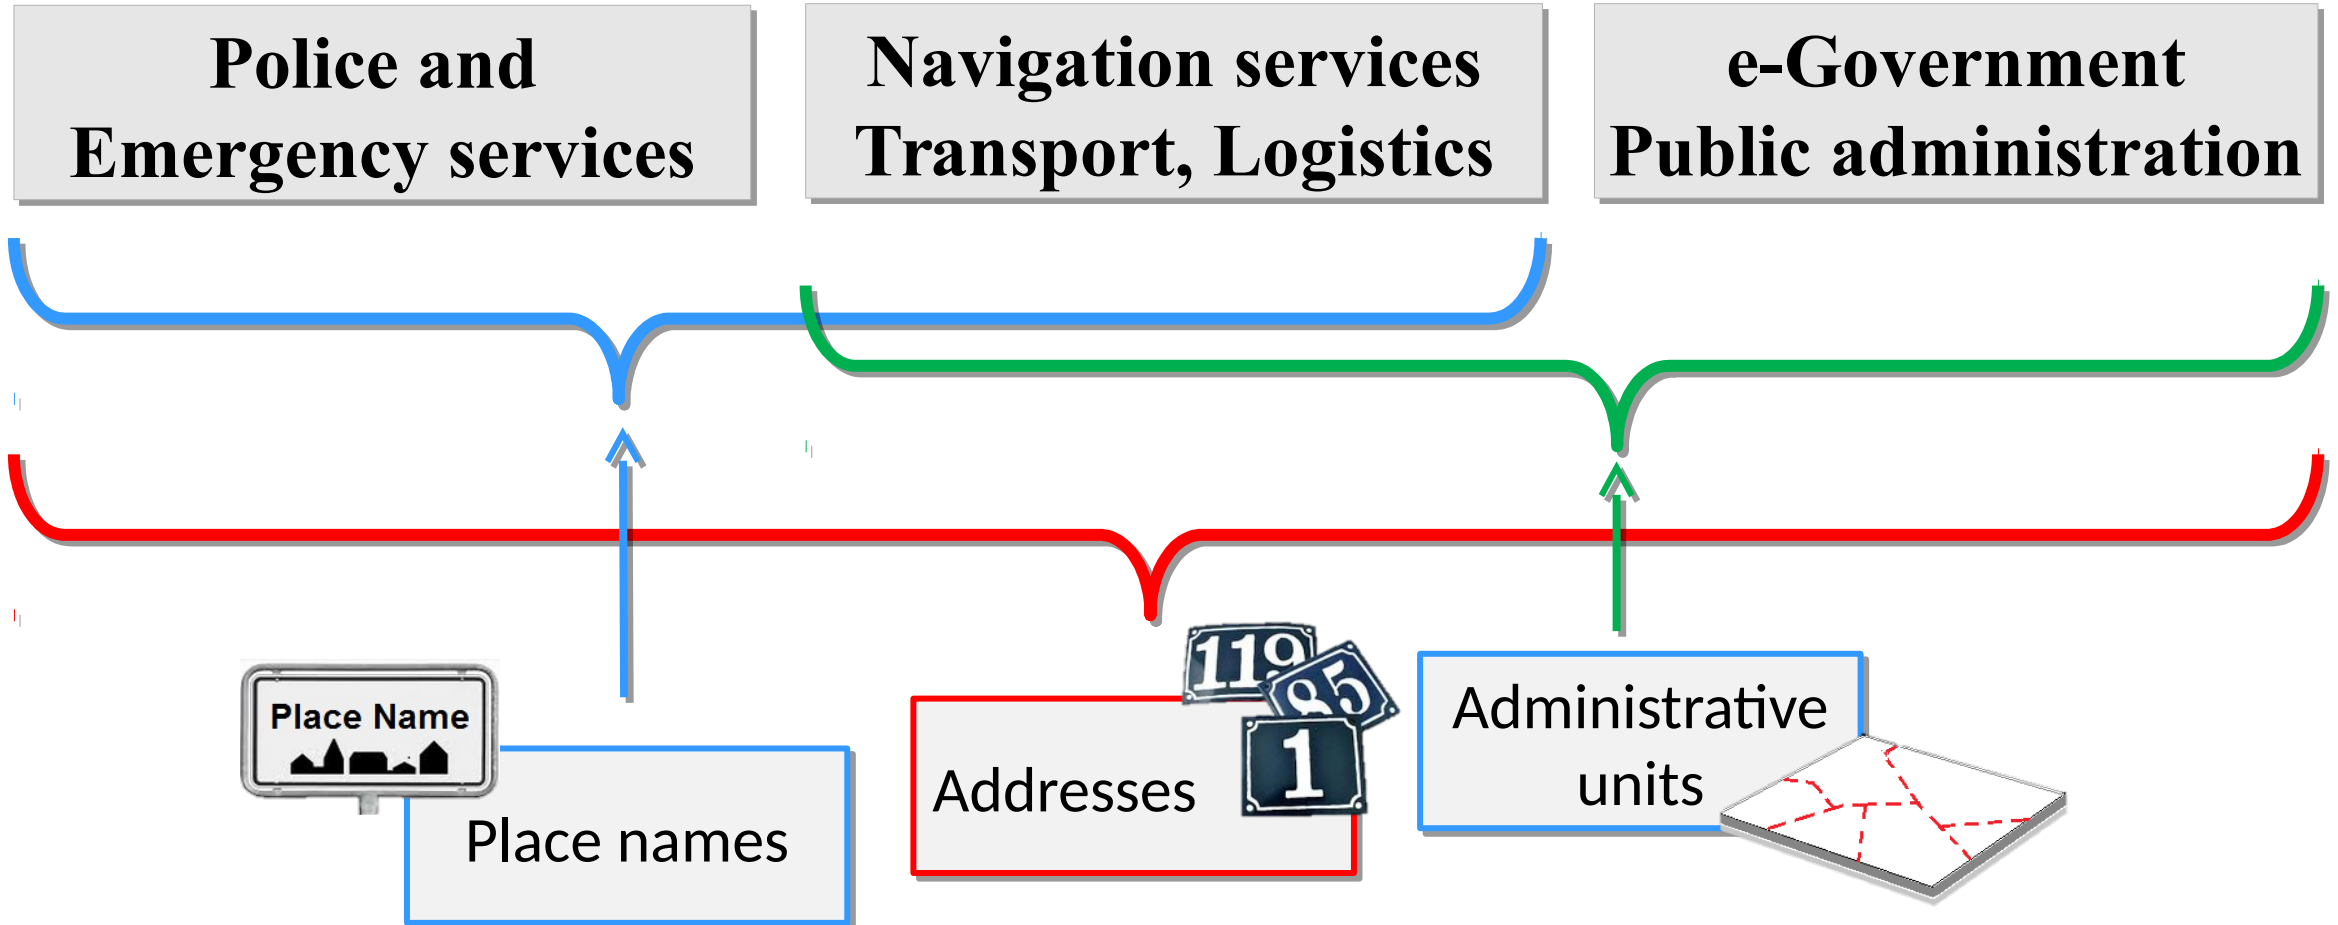 Police and
Emergency services
Navigation services
Transport, Logistics
e-Government
Public administration
119
85
1
Place Name
Place names
Addresses
Administrative
units